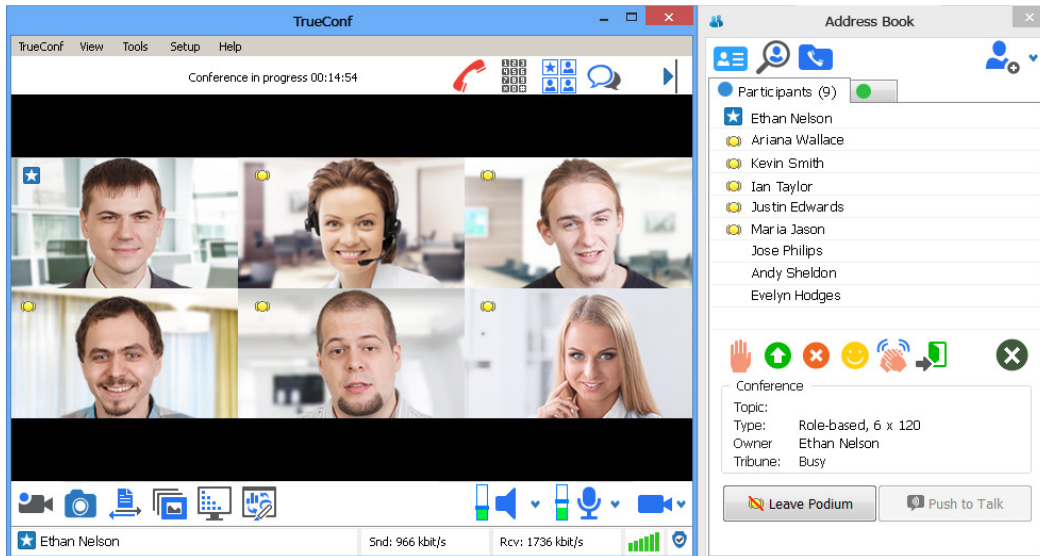 TrueConf
TrueConf View Tools Setup Help
Conference in progress 00:14:54
Ethan Nelson
Snd: 966 kbit/s
Rcv: 1736 kbit/s
Address Book
Participants (9)
Ethan Nelson
Ariana Wallace
Kevin Smith
Ian Taylor
Justin Edwards
Maria Jason
Jose Philips
Andy Sheldon
Evelyn Hodges
Conference
Topic:
Type: Role-based, 6 x 120
Owner Ethan Nelson
Tribune: Busy
Leave Podium
Push to Talk